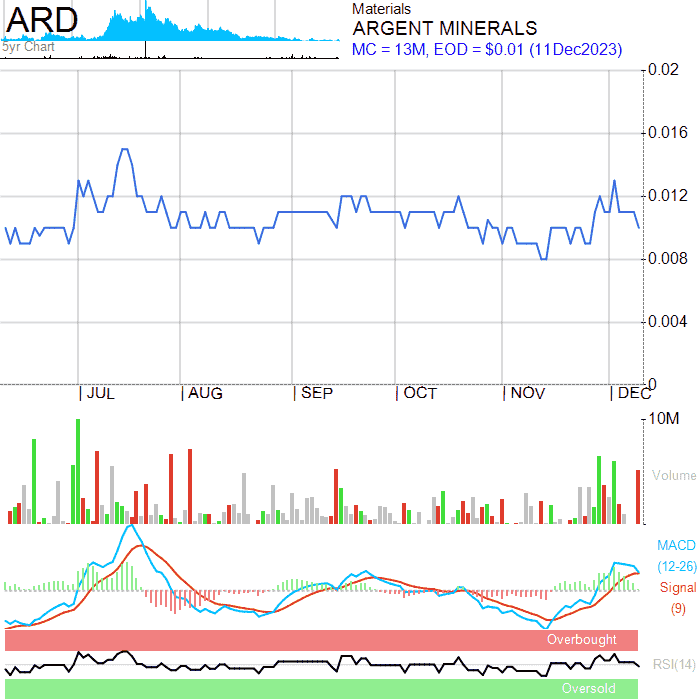 ARD
5yr Chart
Materials
ARGENT MINERALS
MC = 13M, EOD = $0.01 (11Dec2023)
0.02
0.016
0.012
0.008
0.004
0
JUL
AUG
SEP
OCT
NOV
DEC
10M
Volume
MACD
(12-26)
Signal
(9)
Overbought
RSI(14)
Oversold